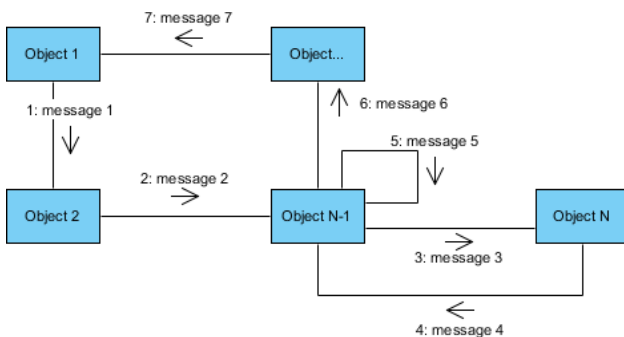 7: message 7
Object 1
Object...
1: message 1
6: message 6
5: message 5
2: message 2
Object 2
Object N-1
Object N
3: message 3
4: message 4